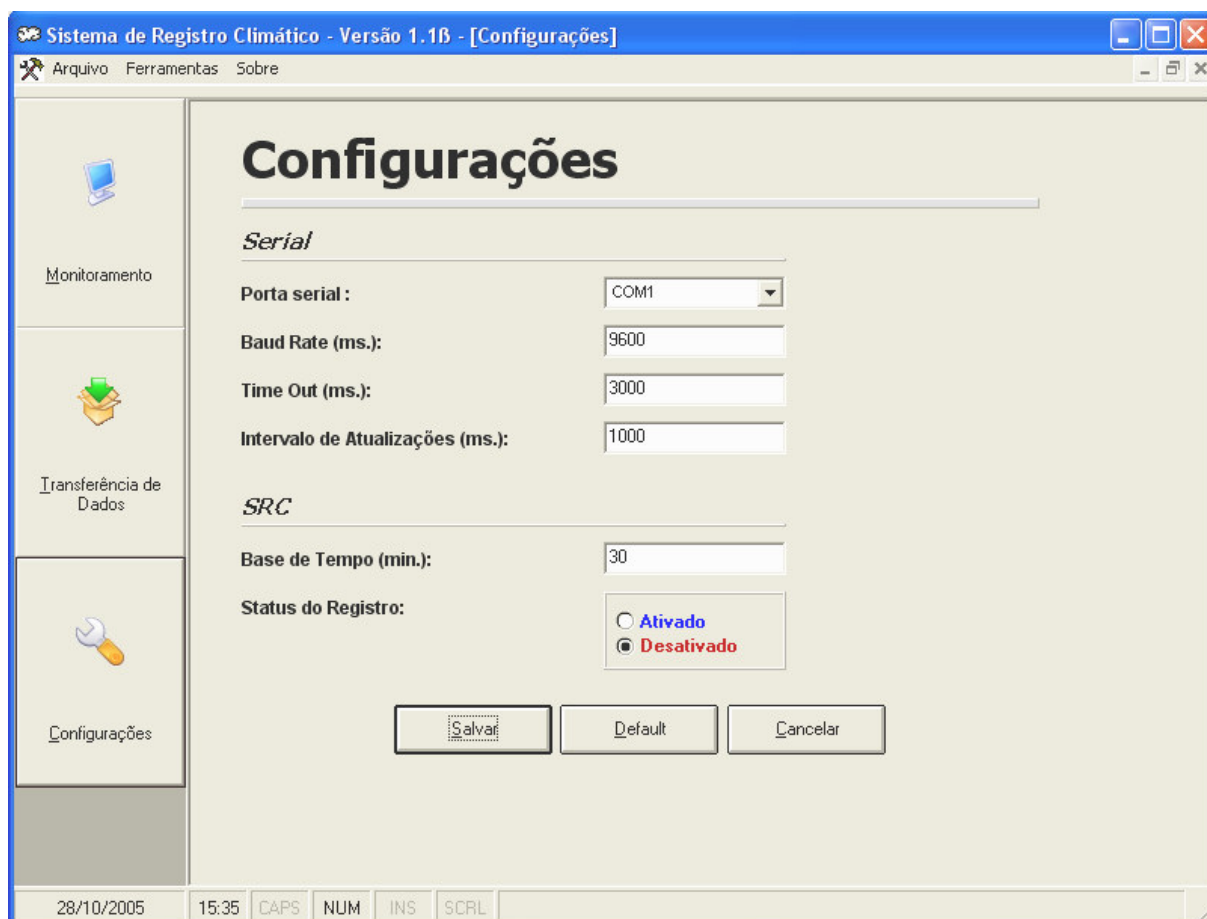 Sistema de Registro Climático - Versão 1.1ß - [Configurações]
Arquivo Ferramentas Sobre
Monitoramento
Transferência de
Dados
Configurações
Configurações
Serial
Porta serial :
COM1
Baud Rate (ms.):
9600
Time Out (ms.):
3000
Intervalo de Atualizações (ms.):
1000
SRC
Base de Tempo (min.):
30
Status do Registro:
Ativado
Desativado
Salvar
Default
Cancelar
28/10/2005
15:35
CAPS
NUM
INS
SCRL